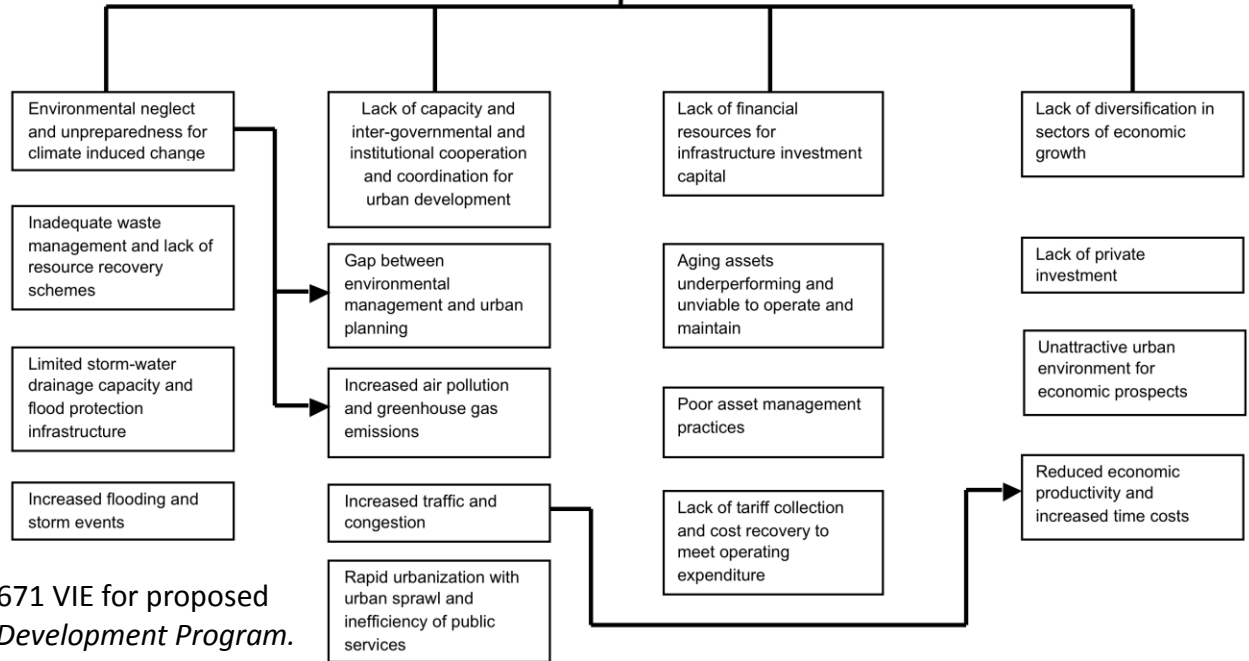 Environmental neglect
and unpreparedness for
climate induced change
Inadequate waste
management and lack of
resource recovery
schemes
Limited storm-water
drainage capacity and
flood protection
infrastructure
Increased flooding and
storm events
Lack of capacity and
inter-governmental and
institutional cooperation
and coordination for
urban development
Gap between
environmental
management and urban
planning
Increased air pollution
and greenhouse gas
emissions
Increased traffic and
congestion
Rapid urbanization with
urban sprawl and
inefficiency of public
services
Lack of financial
resources for
infrastructure investment
capital
Aging assets
underperforming and
unviable to operate and
maintain
Poor asset management
practices
Lack of tariff collection
and cost recovery to
meet operating
expenditure
Lack of diversification in
sectors of economic
growth
Lack of private
investment
Unattractive urban
environment for
economic prospects
Reduced economic
productivity and
increased time costs
671 VIE for proposed
Development Program.